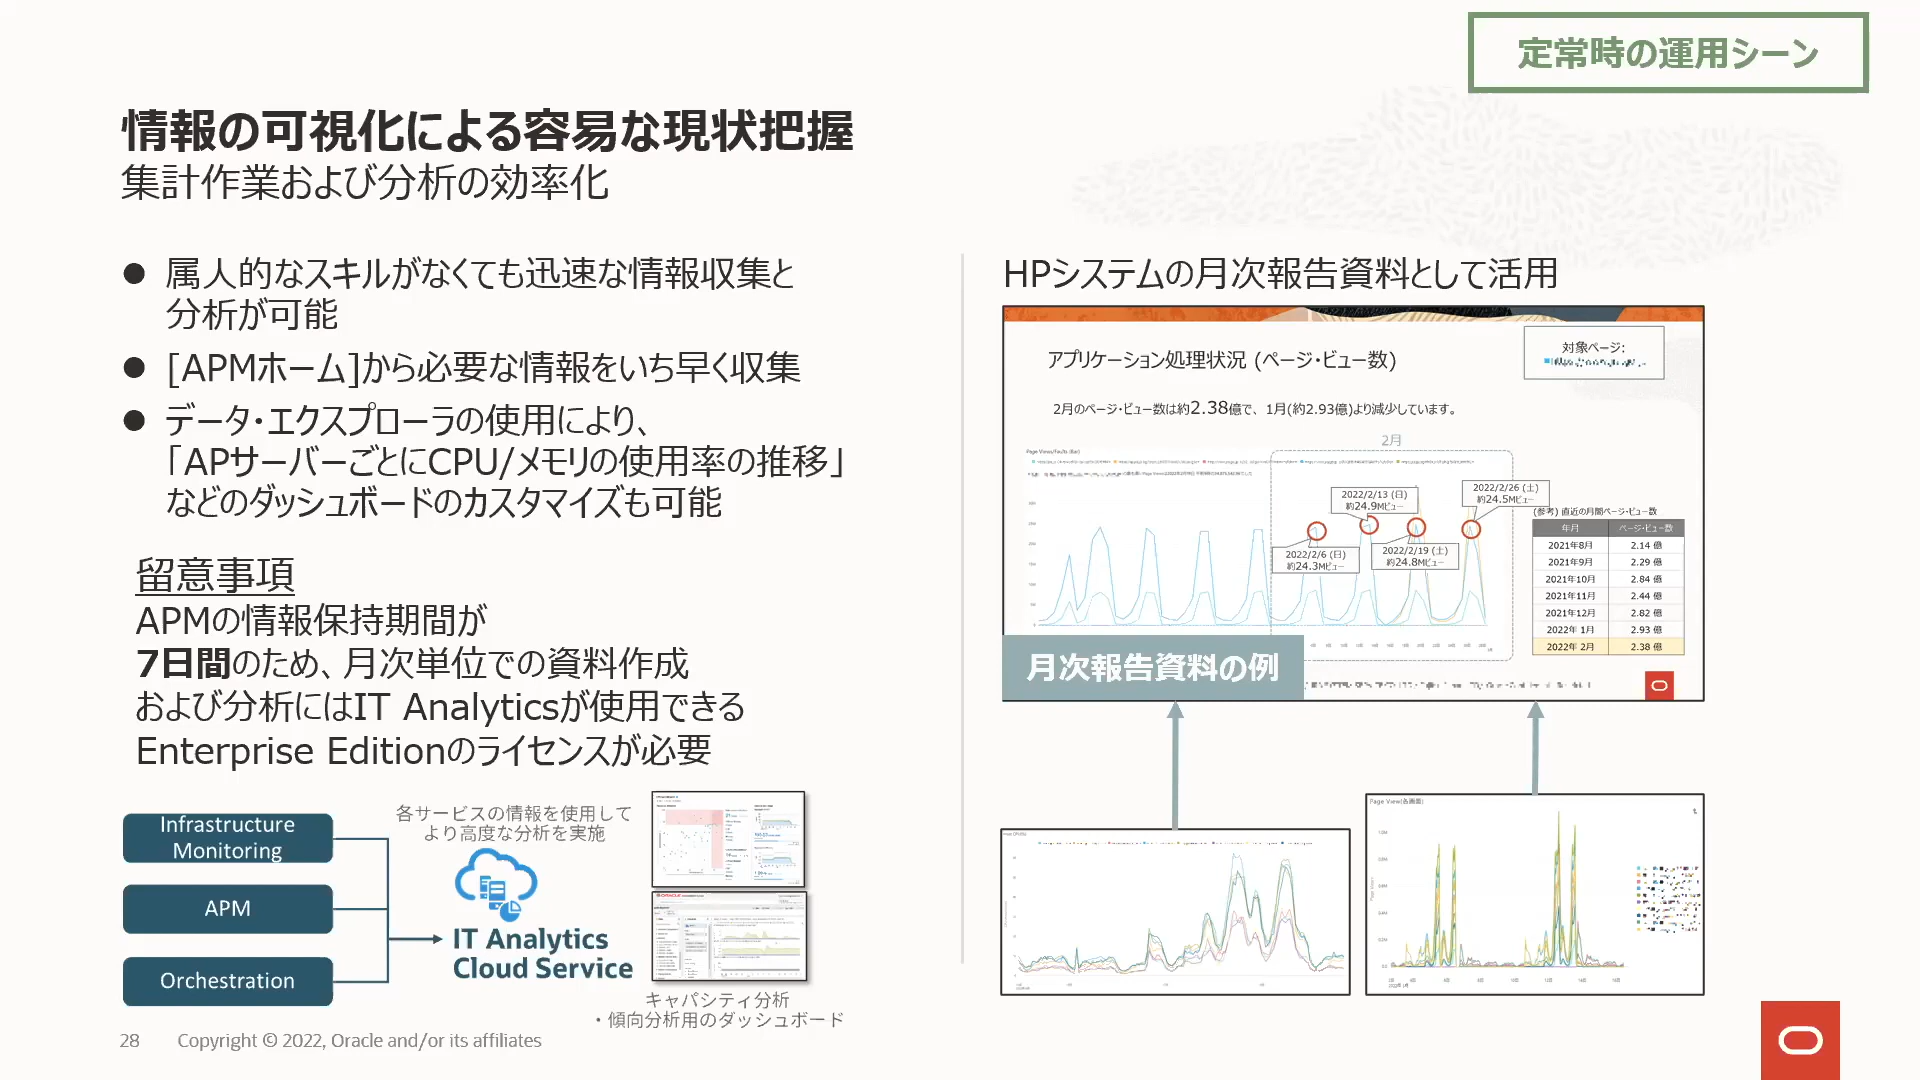 定常時の運用シーン
情報の可視化による容易な現状把握
集計作業および分析の効率化
● 属人的なスキルがなくても迅速な情報収集と
分析が可能
● [APMホーム]から必要な情報をいち早く収集
● データ・エクスプローラの使用により、
「APサーバーごとにCPU/メモリの使用率の推移」
などのダッシュボードのカスタマイズも可能
留意事項
APMの情報保持期間が
7日間のため、月次単位での資料作成
および分析にはIT Analyticsが使用できる
Enterprise Editionのライセンスが必要
Infrastructure
Monitoring
APM
Orchestration
各サービスの情報を使用して
より高度な分析を実施
IT Analytics
Cloud Service
キャパシティ分析
・傾向分析用のダッシュボード
HPシステムの月次報告資料として活用
アプリケーション処理状況 (ページ・ビュー数)
対象ページ:
2月のページ・ビュー数は約2.38億で、1月(約2.93億)より減少しています。
2月
2022/2/13 (日)
約24.9Mビュー
2022/2/26 (土)
約24.5Mビュー
2022/2/6 (日)
約24.3Mビュー
2022/2/19 (土)
約24.8Mビュー
(参考) 直近の月間ページ・ビュー数
年月 ページ・ビュー数
2021年8月 2.14 億
2021年9月 2.29 億
2021年10月 2.84 億
2021年11月 2.44 億
2021年12月 2.82 億
2022年 1月 2.93 億
2022年 2月 2.38 億
月次報告資料の例
Page View(各画面)
28 Copyright © 2022, Oracle and/or its affiliates